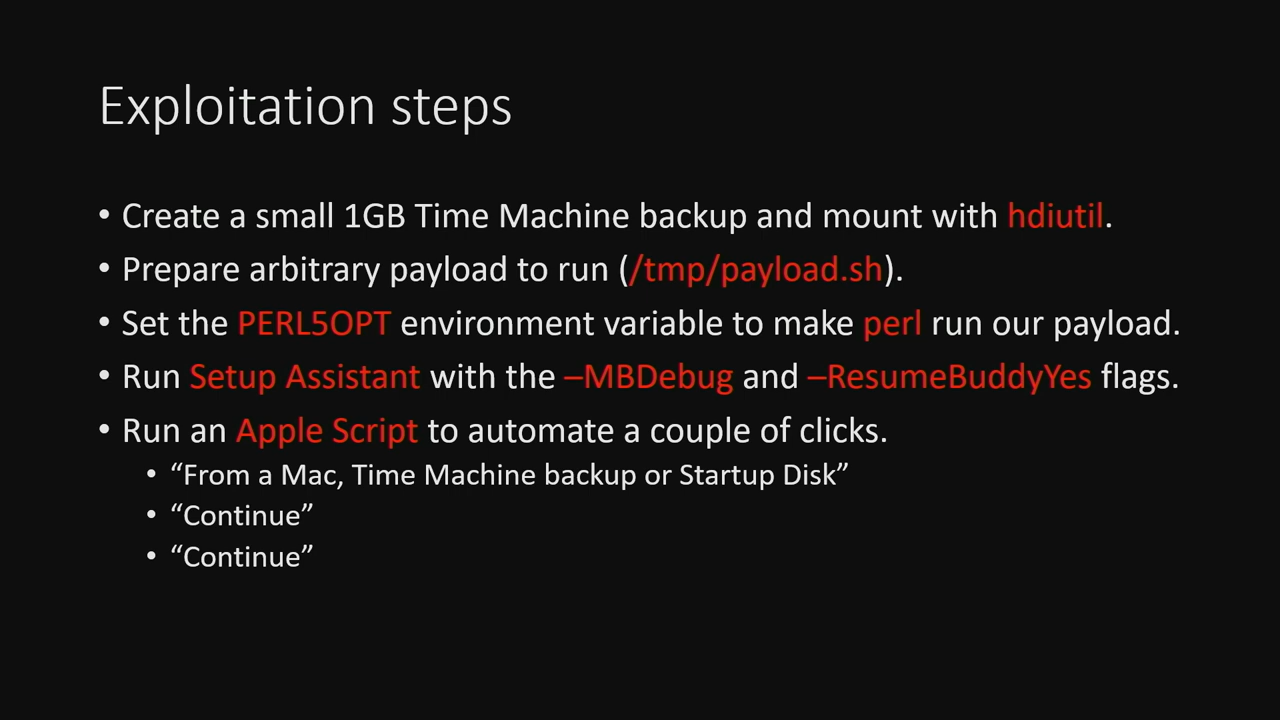 Exploitation steps
• Create a small 1GB Time Machine backup and mount with hdiutil.
• Prepare arbitrary payload to run (/tmp/payload.sh).
• Set the PERL5OPT environment variable to make perl run our payload.
• Run Setup Assistant with the –MBDebug and –ResumeBuddyYes flags.
• Run an Apple Script to automate a couple of clicks.
• “From a Mac, Time Machine backup or Startup Disk”
• “Continue”
• “Continue”